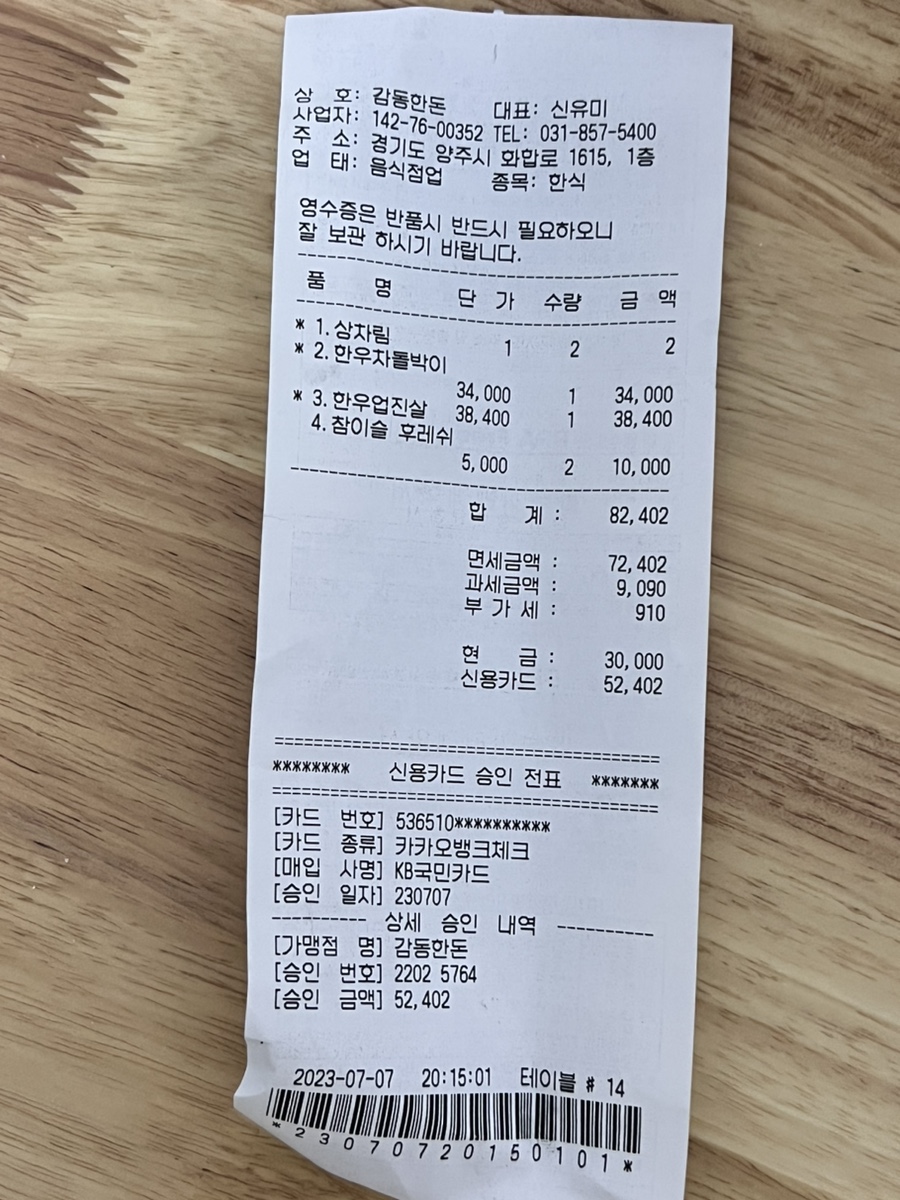 상 호: 감동한돈 대표: 신유미
사업자: 142-76-00352 TEL: 031-857-5400
주 소: 경기도 양주시 화합로 1615, 1층
업 태: 음식점업 종목: 한식
영수증은 반품시 반드시 필요하오니
잘 보관 하시기 바랍니다.
품 명 단 가 수량 금 액
* 1.상차림 1 2 2
* 2.한우차돌박이
34,000 1 34,000
* 3.한우업진살 38,400 1 38,400
4.참이슬 후레쉬
5,000 2 10,000
합 계 : 82,402
면세금액 : 72,402
과세금액 : 9,090
부 가 세 : 910
현 금 : 30,000
신용카드 : 52,402
******** 신용카드 승인 전표 *******
[카드 번호] 536510**********
[카드 종류] 카카오뱅크체크
[매입 사명] KB국민카드
[승인 일자] 230707
---------- 상세 승인 내역 ----------
[가맹점 명] 감동한돈
[승인 번호] 2202 5764
[승인 금액] 52,402
2023-07-07 20:15:01 테이블 # 14
*23070720150101*